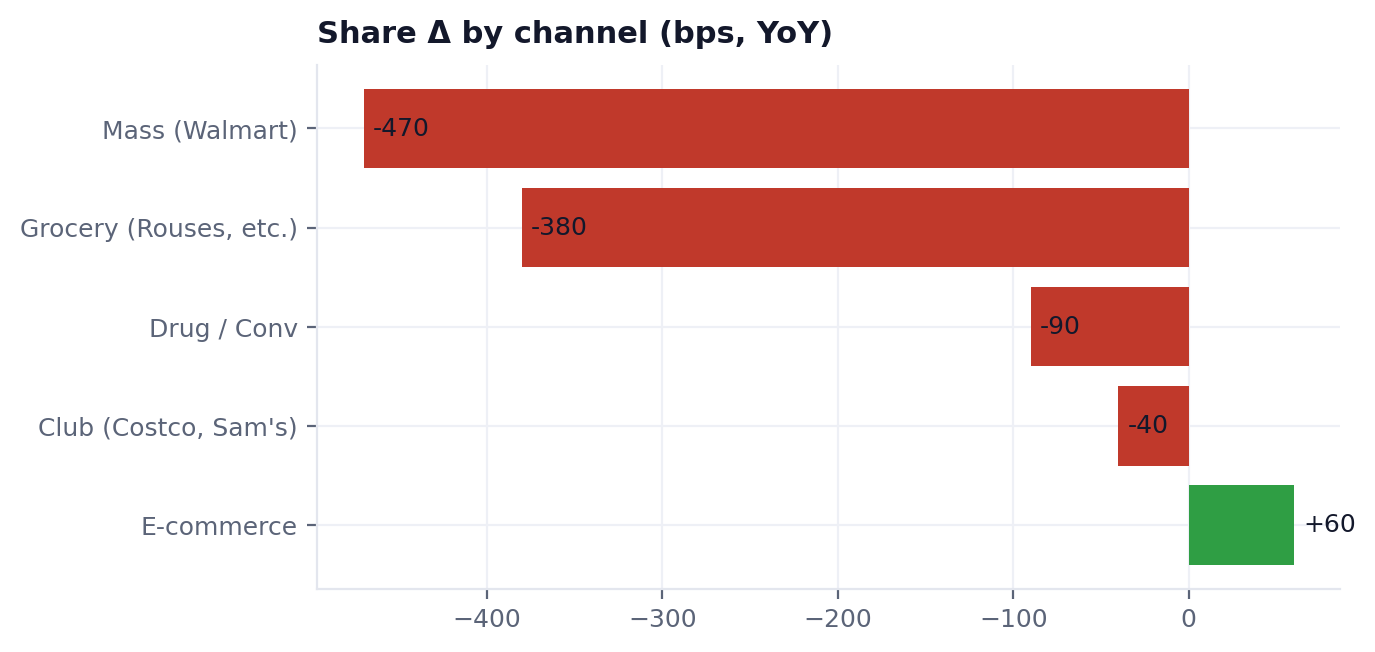 Share Δ by channel (bps, YoY)
Mass (Walmart)
-470
Grocery (Rouses, etc.)
-380
Drug / Conv
-90
Club (Costco, Sam's)
-40
E-commerce
+60
−400
−300
−200
−100
0